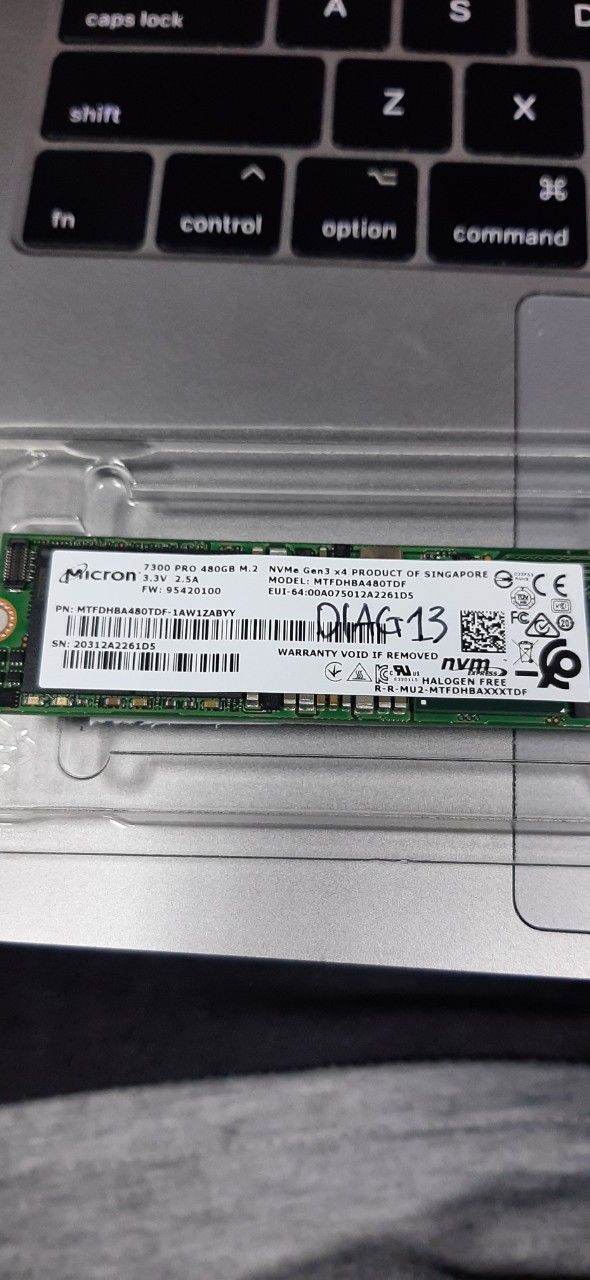 caps lock
A
S
D
shift
Z
X
fn
control
option
command
Micron
7300 PRO 480GB M.2
3.3V 2.5A
FW: 95420100
NVMe Gen3 x4 PRODUCT OF SINGAPORE
MODEL: MTFDHBA480TDF
EUI-64:00A075012A2261D5
PN: MTFDHBA480TDF-1AW1ZABYY
DIAG13
SN: 20312A2261D5
WARRANTY VOID IF REMOVED
nvm
EXPRESS
HALOGEN FREE
R-R-MU2-MTFDHBAXXXTDF
CE
FC
20